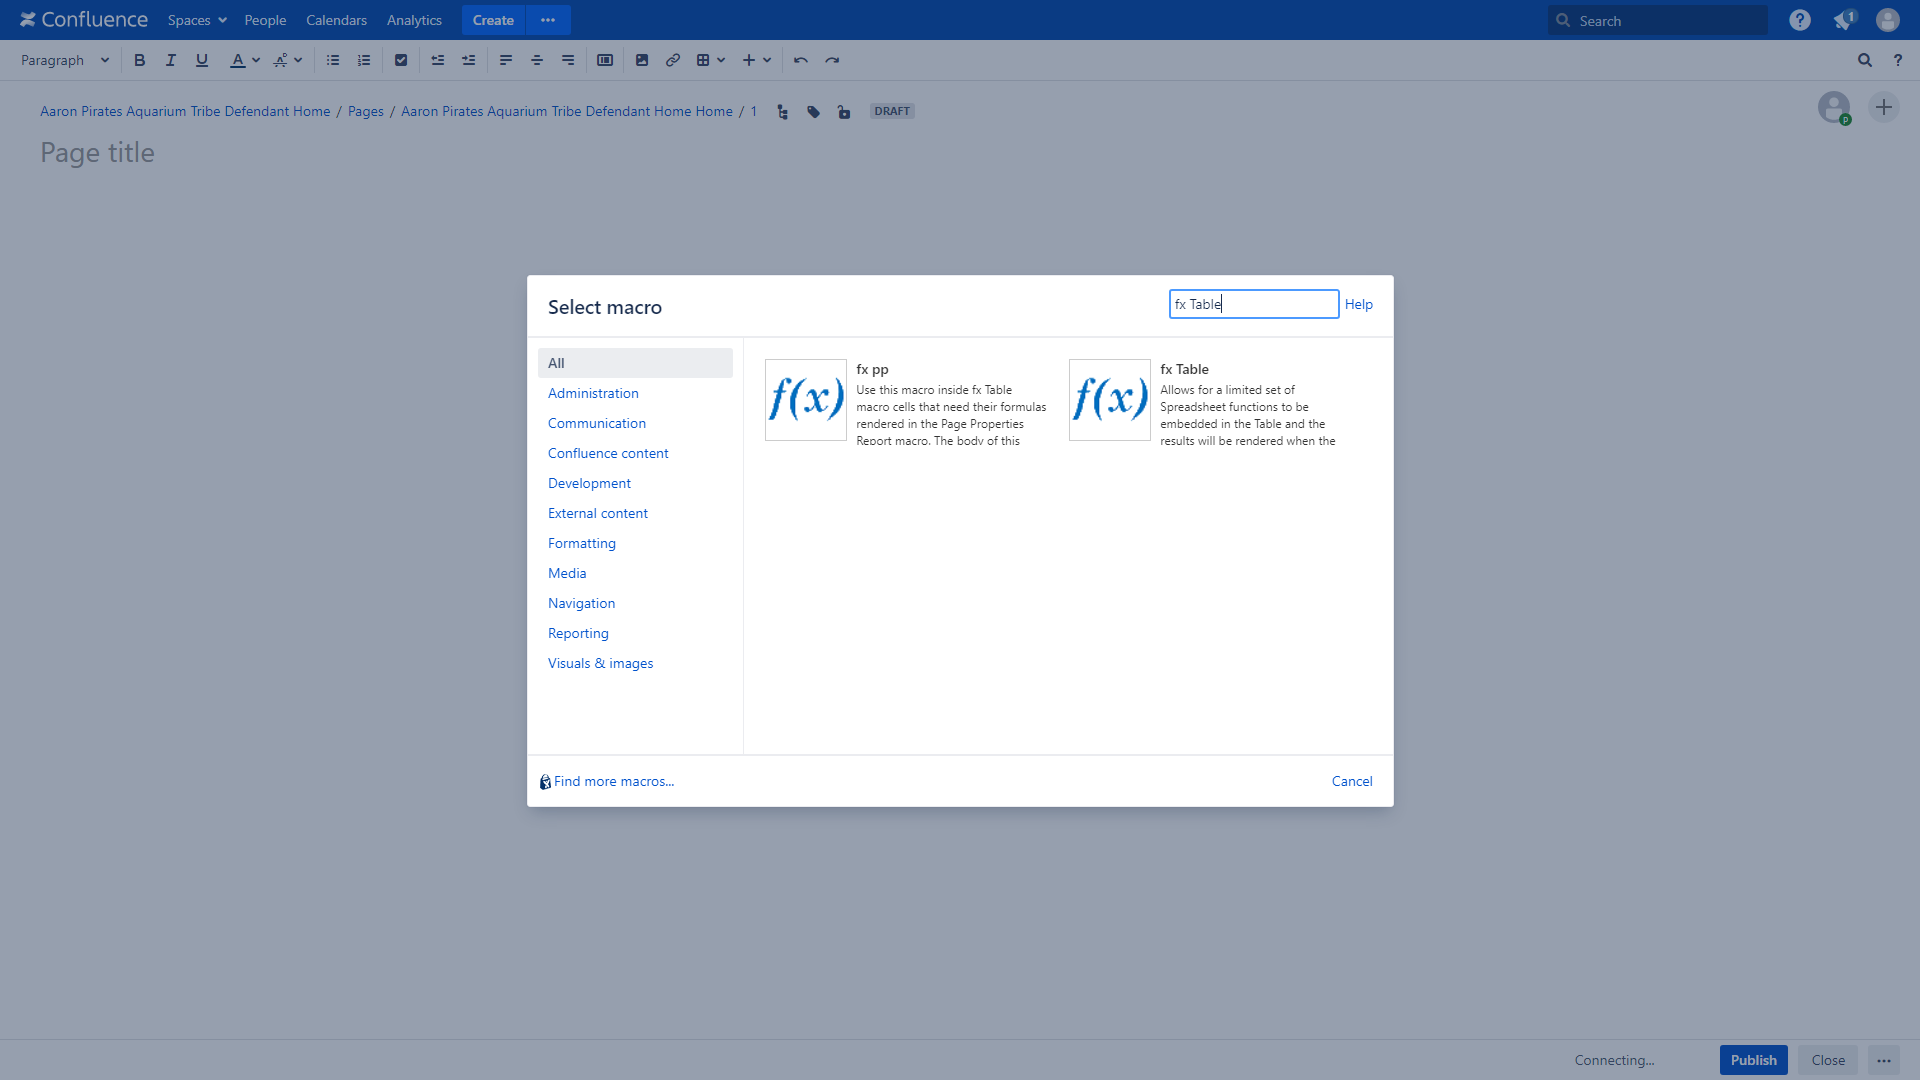 Confluence Spaces People Calendars Analytics Create Search 1
Paragraph B I U A ?
Aaron Pirates Aquarium Tribe Defendant Home / Pages / Aaron Pirates Aquarium Tribe Defendant Home Home / 1 DRAFT
P
Page title
Select macro
fx Table
Help
All
Administration
Communication
Confluence content
Development
External content
Formatting
Media
Navigation
Reporting
Visuals & images
f(x)
fx pp
Use this macro inside fx Table
macro cells that need their formulas
rendered in the Page Properties
Report macro. The body of this
f(x)
fx Table
Allows for a limited set of
Spreadsheet functions to be
embedded in the Table and the
results will be rendered when the
Find more macros...
Cancel
Connecting... Publish Close